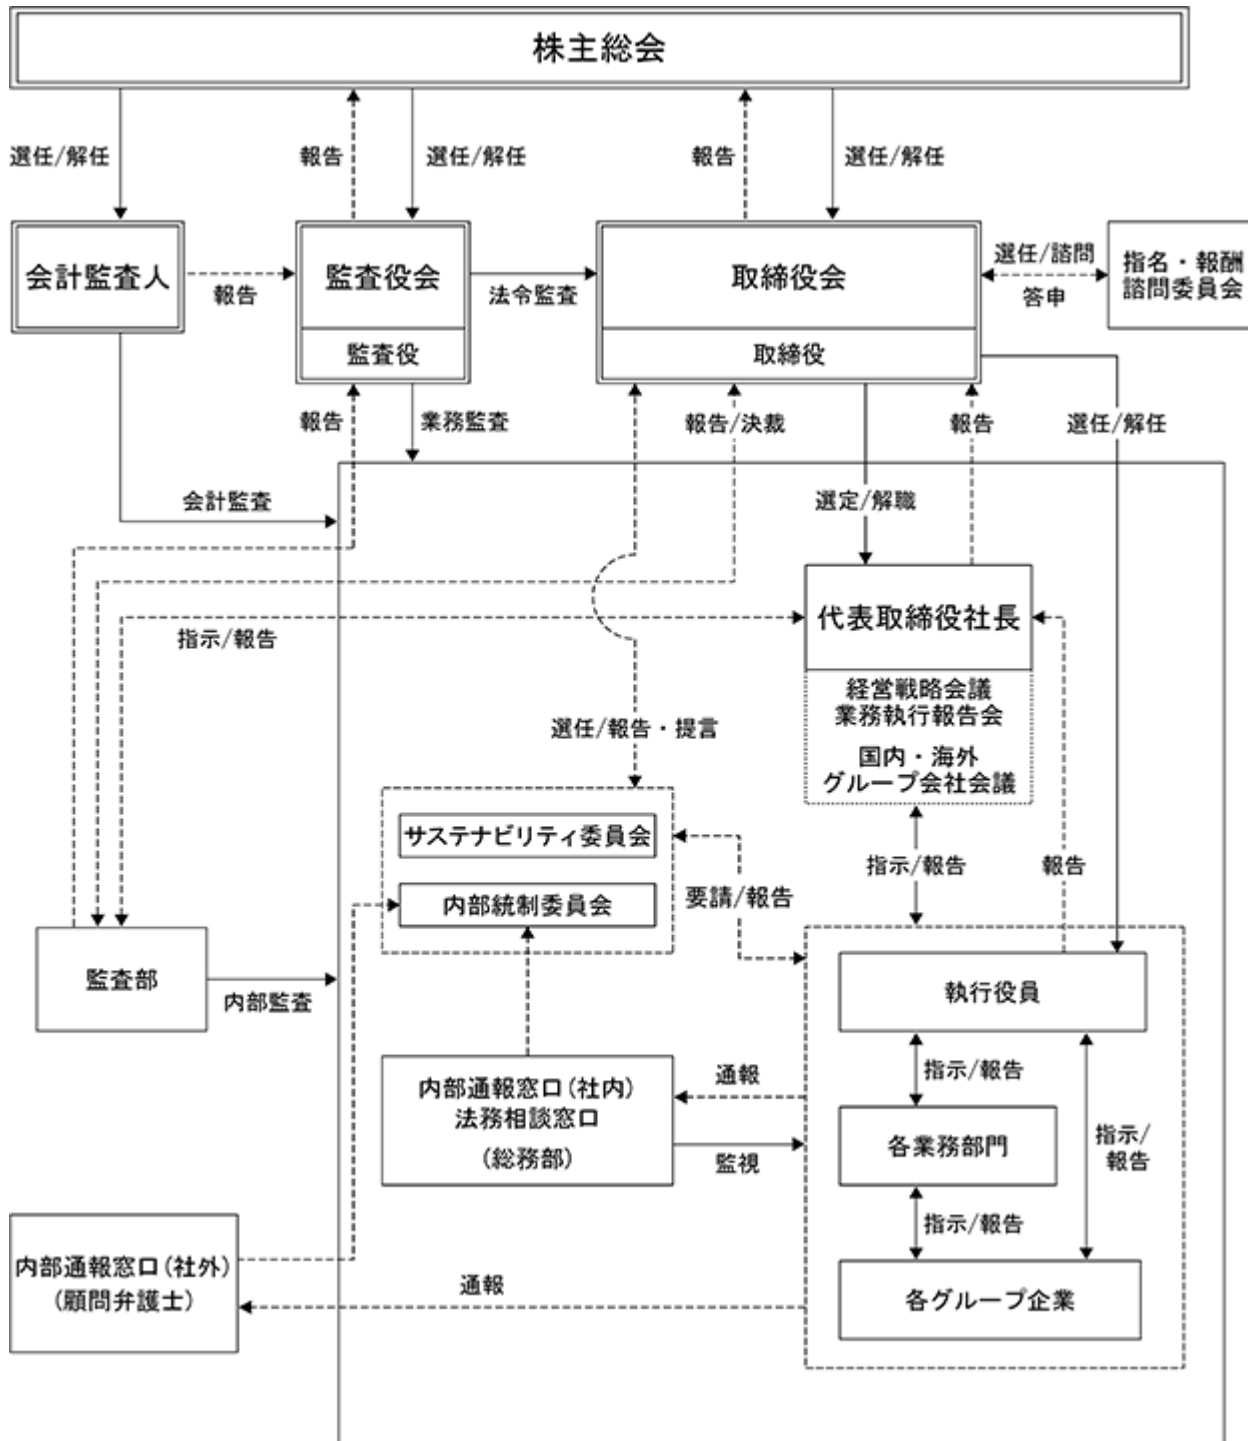 株主総会
選任/解任
報告
選任/解任
報告
選任/解任
会計監査人
報告
監査役会
監査役
法令監査
取締役会
取締役
選任/諮問
答申
指名・報酬
諮問委員会
報告
業務監査
報告/決裁
報告
選任/解任
会計監査
選定/解職
指示/報告
代表取締役社長
経営戦略会議
業務執行報告会
国内・海外
グループ会社会議
選任/報告・提言
サステナビリティ委員会
内部統制委員会
要請/報告
指示/報告
報告
監査部
内部監査
執行役員
指示/報告
内部通報窓口(社内)
法務相談窓口
(総務部)
通報
監視
各業務部門
指示/
報告
指示/報告
内部通報窓口(社外)
(顧問弁護士)
通報
各グループ企業